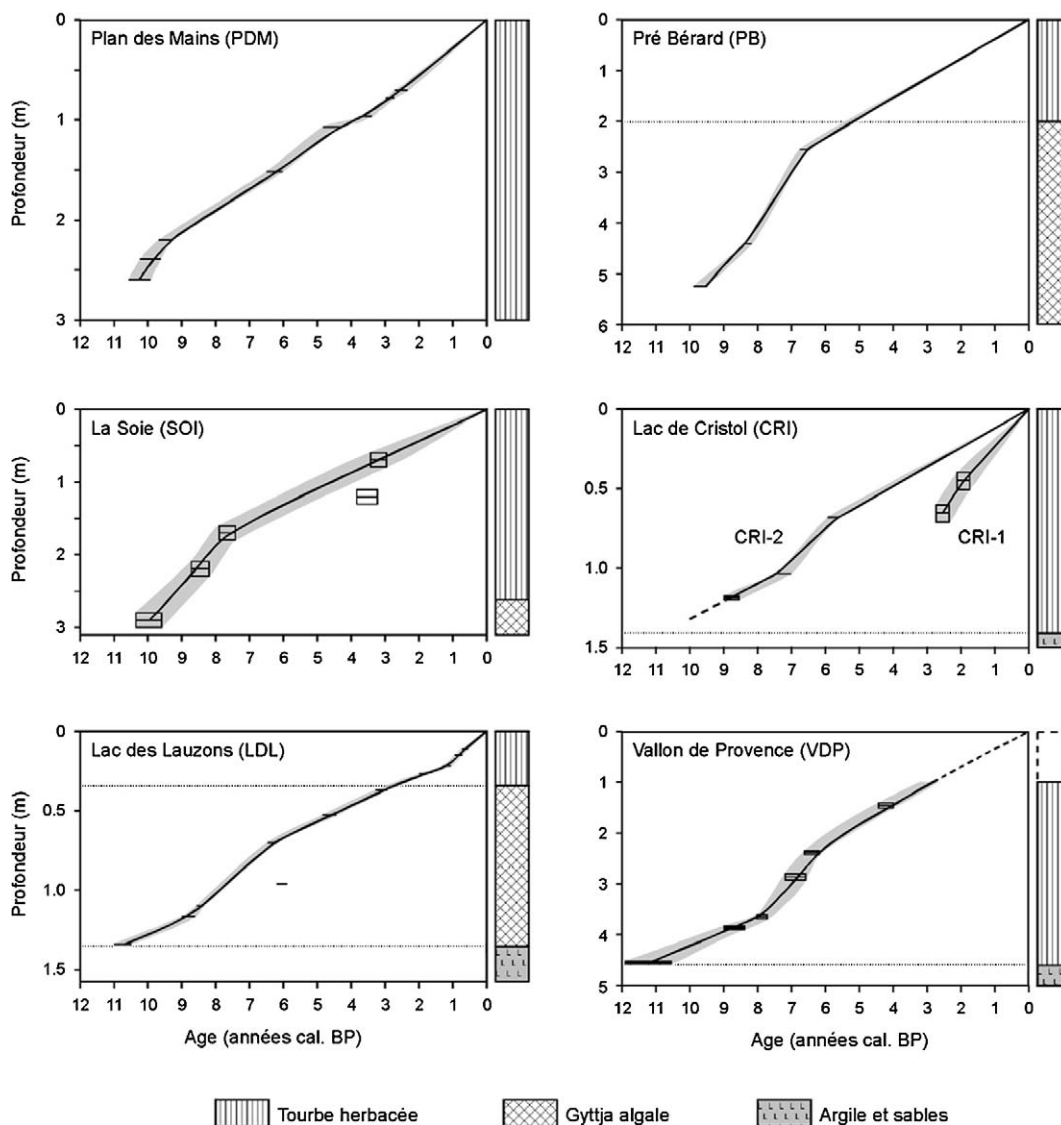 Plan des Mains (PDM)
Profondeur (m)
0
1
2
3
12 11 10 9 8 7 6 5 4 3 2 1 0
Pré Bérard (PB)
0
1
2
3
4
5
6
12 11 10 9 8 7 6 5 4 3 2 1 0
La Soie (SOI)
Profondeur (m)
0
1
2
3
12 11 10 9 8 7 6 5 4 3 2 1 0
Lac de Cristol (CRI)
0
0.5
1.0
1.5
CRI-2
CRI-1
12 11 10 9 8 7 6 5 4 3 2 1 0
Lac des Lauzons (LDL)
Profondeur (m)
0
0.5
1.0
1.5
12 11 10 9 8 7 6 5 4 3 2 1 0
Age (années cal. BP)
Vallon de Provence (VDP)
0
1
2
3
4
5
12 11 10 9 8 7 6 5 4 3 2 1 0
Age (années cal. BP)
Tourbe herbacée
Gyttja algale
Argile et sables